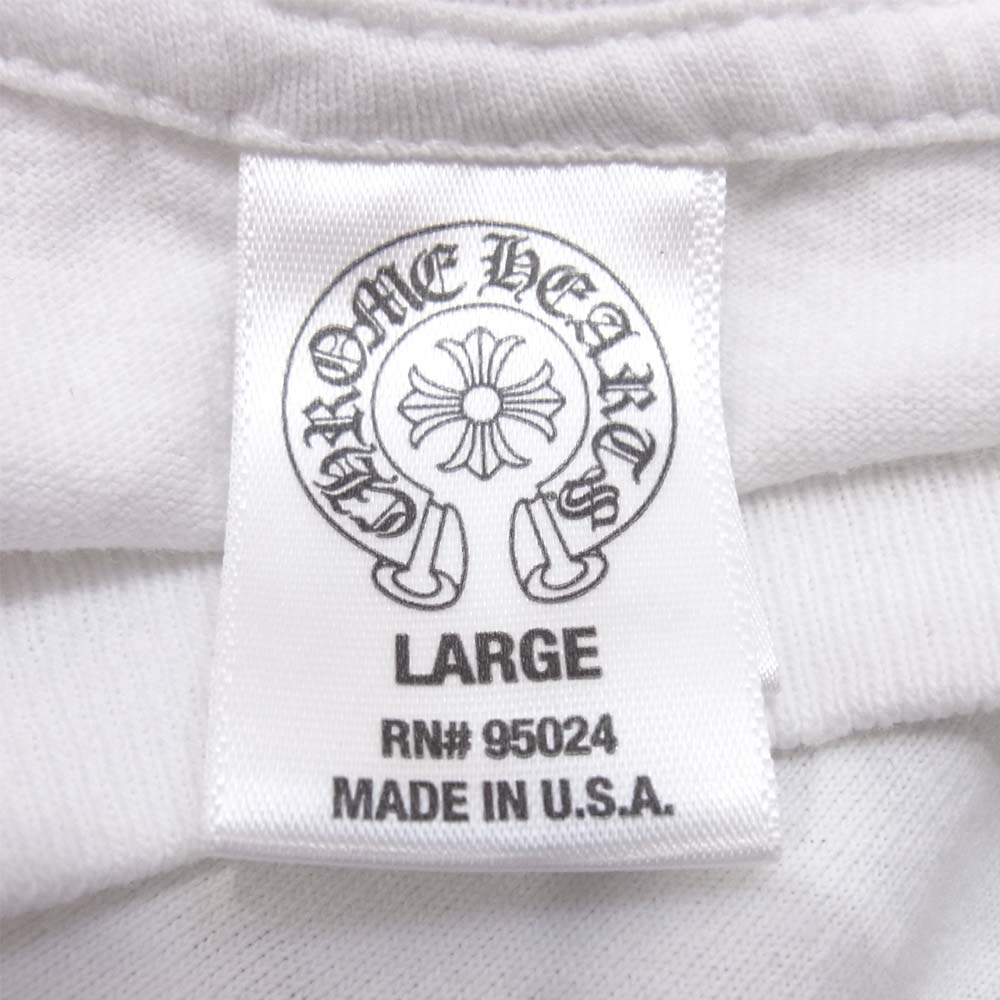 CHROME HEARTS
LARGE
RN# 95024
MADE IN U.S.A.